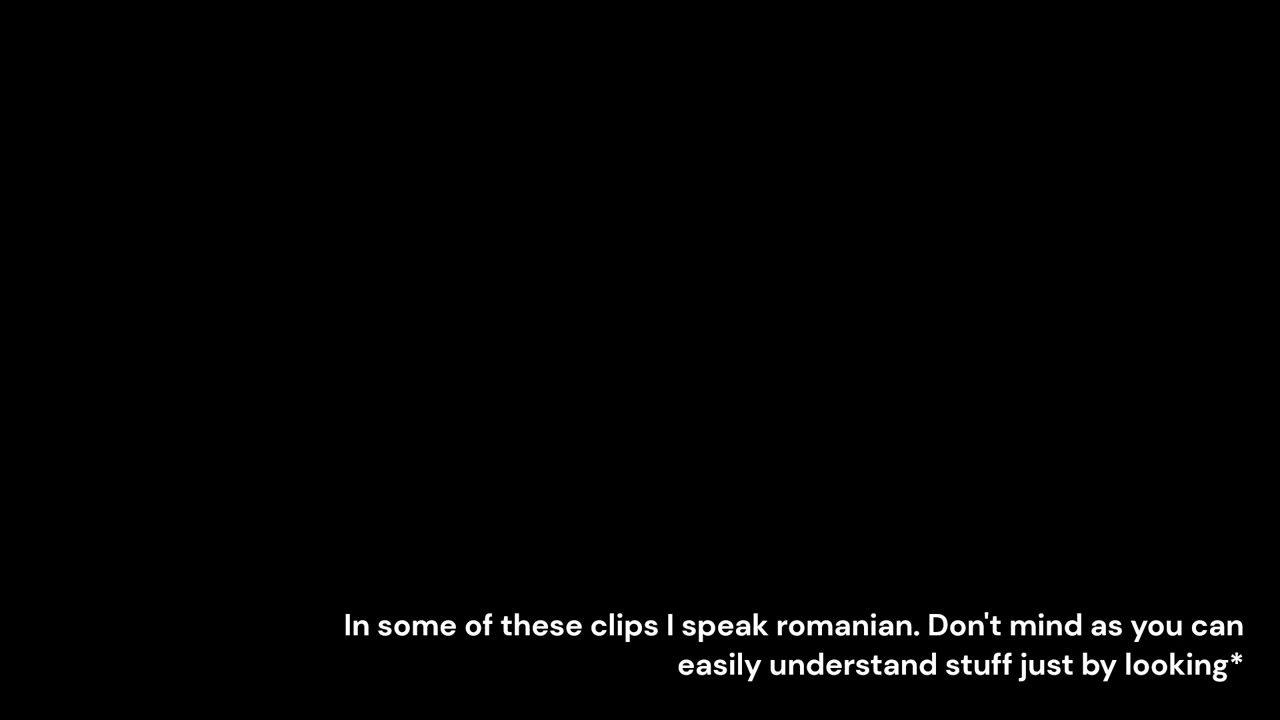 In some of these clips I speak romanian. Don't mind as you can
easily understand stuff just by looking*